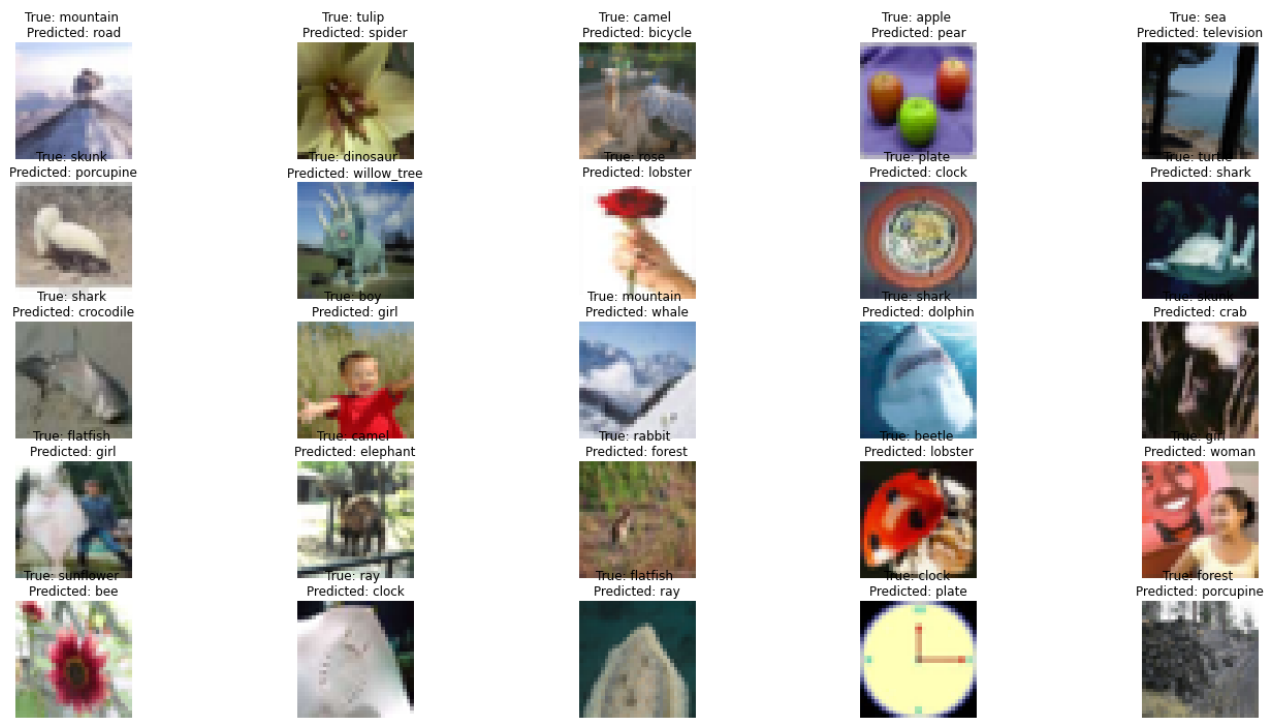 True: mountain
Predicted: road
True: tulip
Predicted: spider
True: camel
Predicted: bicycle
True: apple
Predicted: pear
True: sea
Predicted: television
True: skunk
Predicted: porcupine
True: dinosaur
Predicted: willow_tree
True: rose
Predicted: lobster
True: plate
Predicted: clock
True: turtle
Predicted: shark
True: shark
Predicted: crocodile
True: boy
Predicted: girl
True: mountain
Predicted: whale
True: shark
Predicted: dolphin
True: skunk
Predicted: crab
True: flatfish
Predicted: girl
True: camel
Predicted: elephant
True: rabbit
Predicted: forest
True: beetle
Predicted: lobster
True: girl
Predicted: woman
True: sunflower
Predicted: bee
True: ray
Predicted: clock
True: flatfish
Predicted: ray
True: clock
Predicted: plate
True: forest
Predicted: porcupine